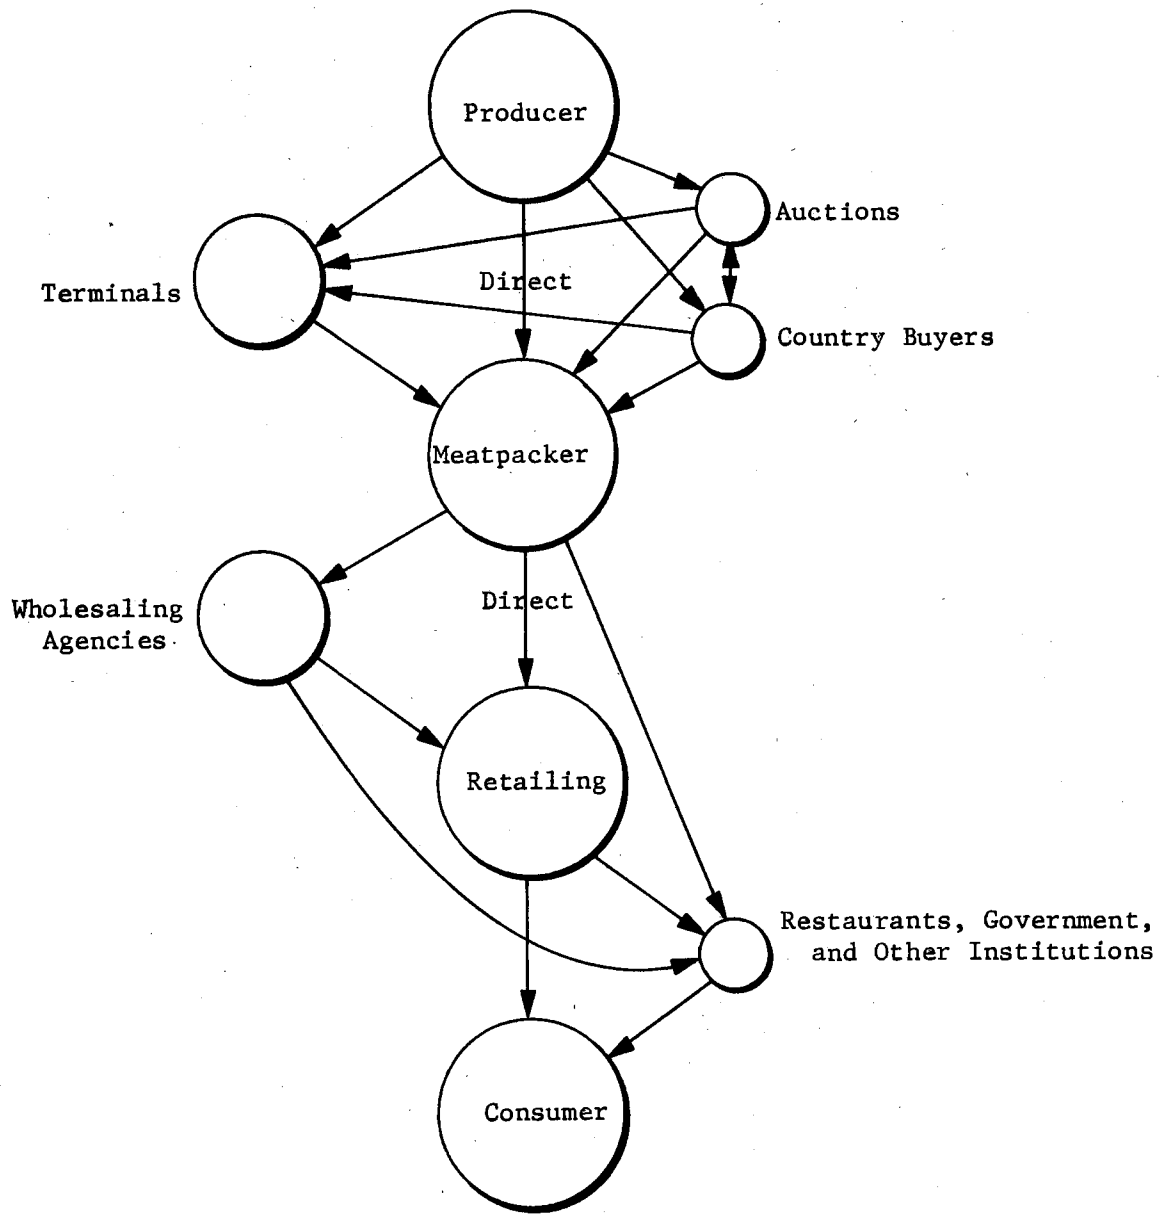 Producer
Auctions
Direct
Terminals
Country Buyers
Meatpacker
Direct
Wholesaling
Agencies
Retailing
Restaurants, Government,
and Other Institutions
Consumer